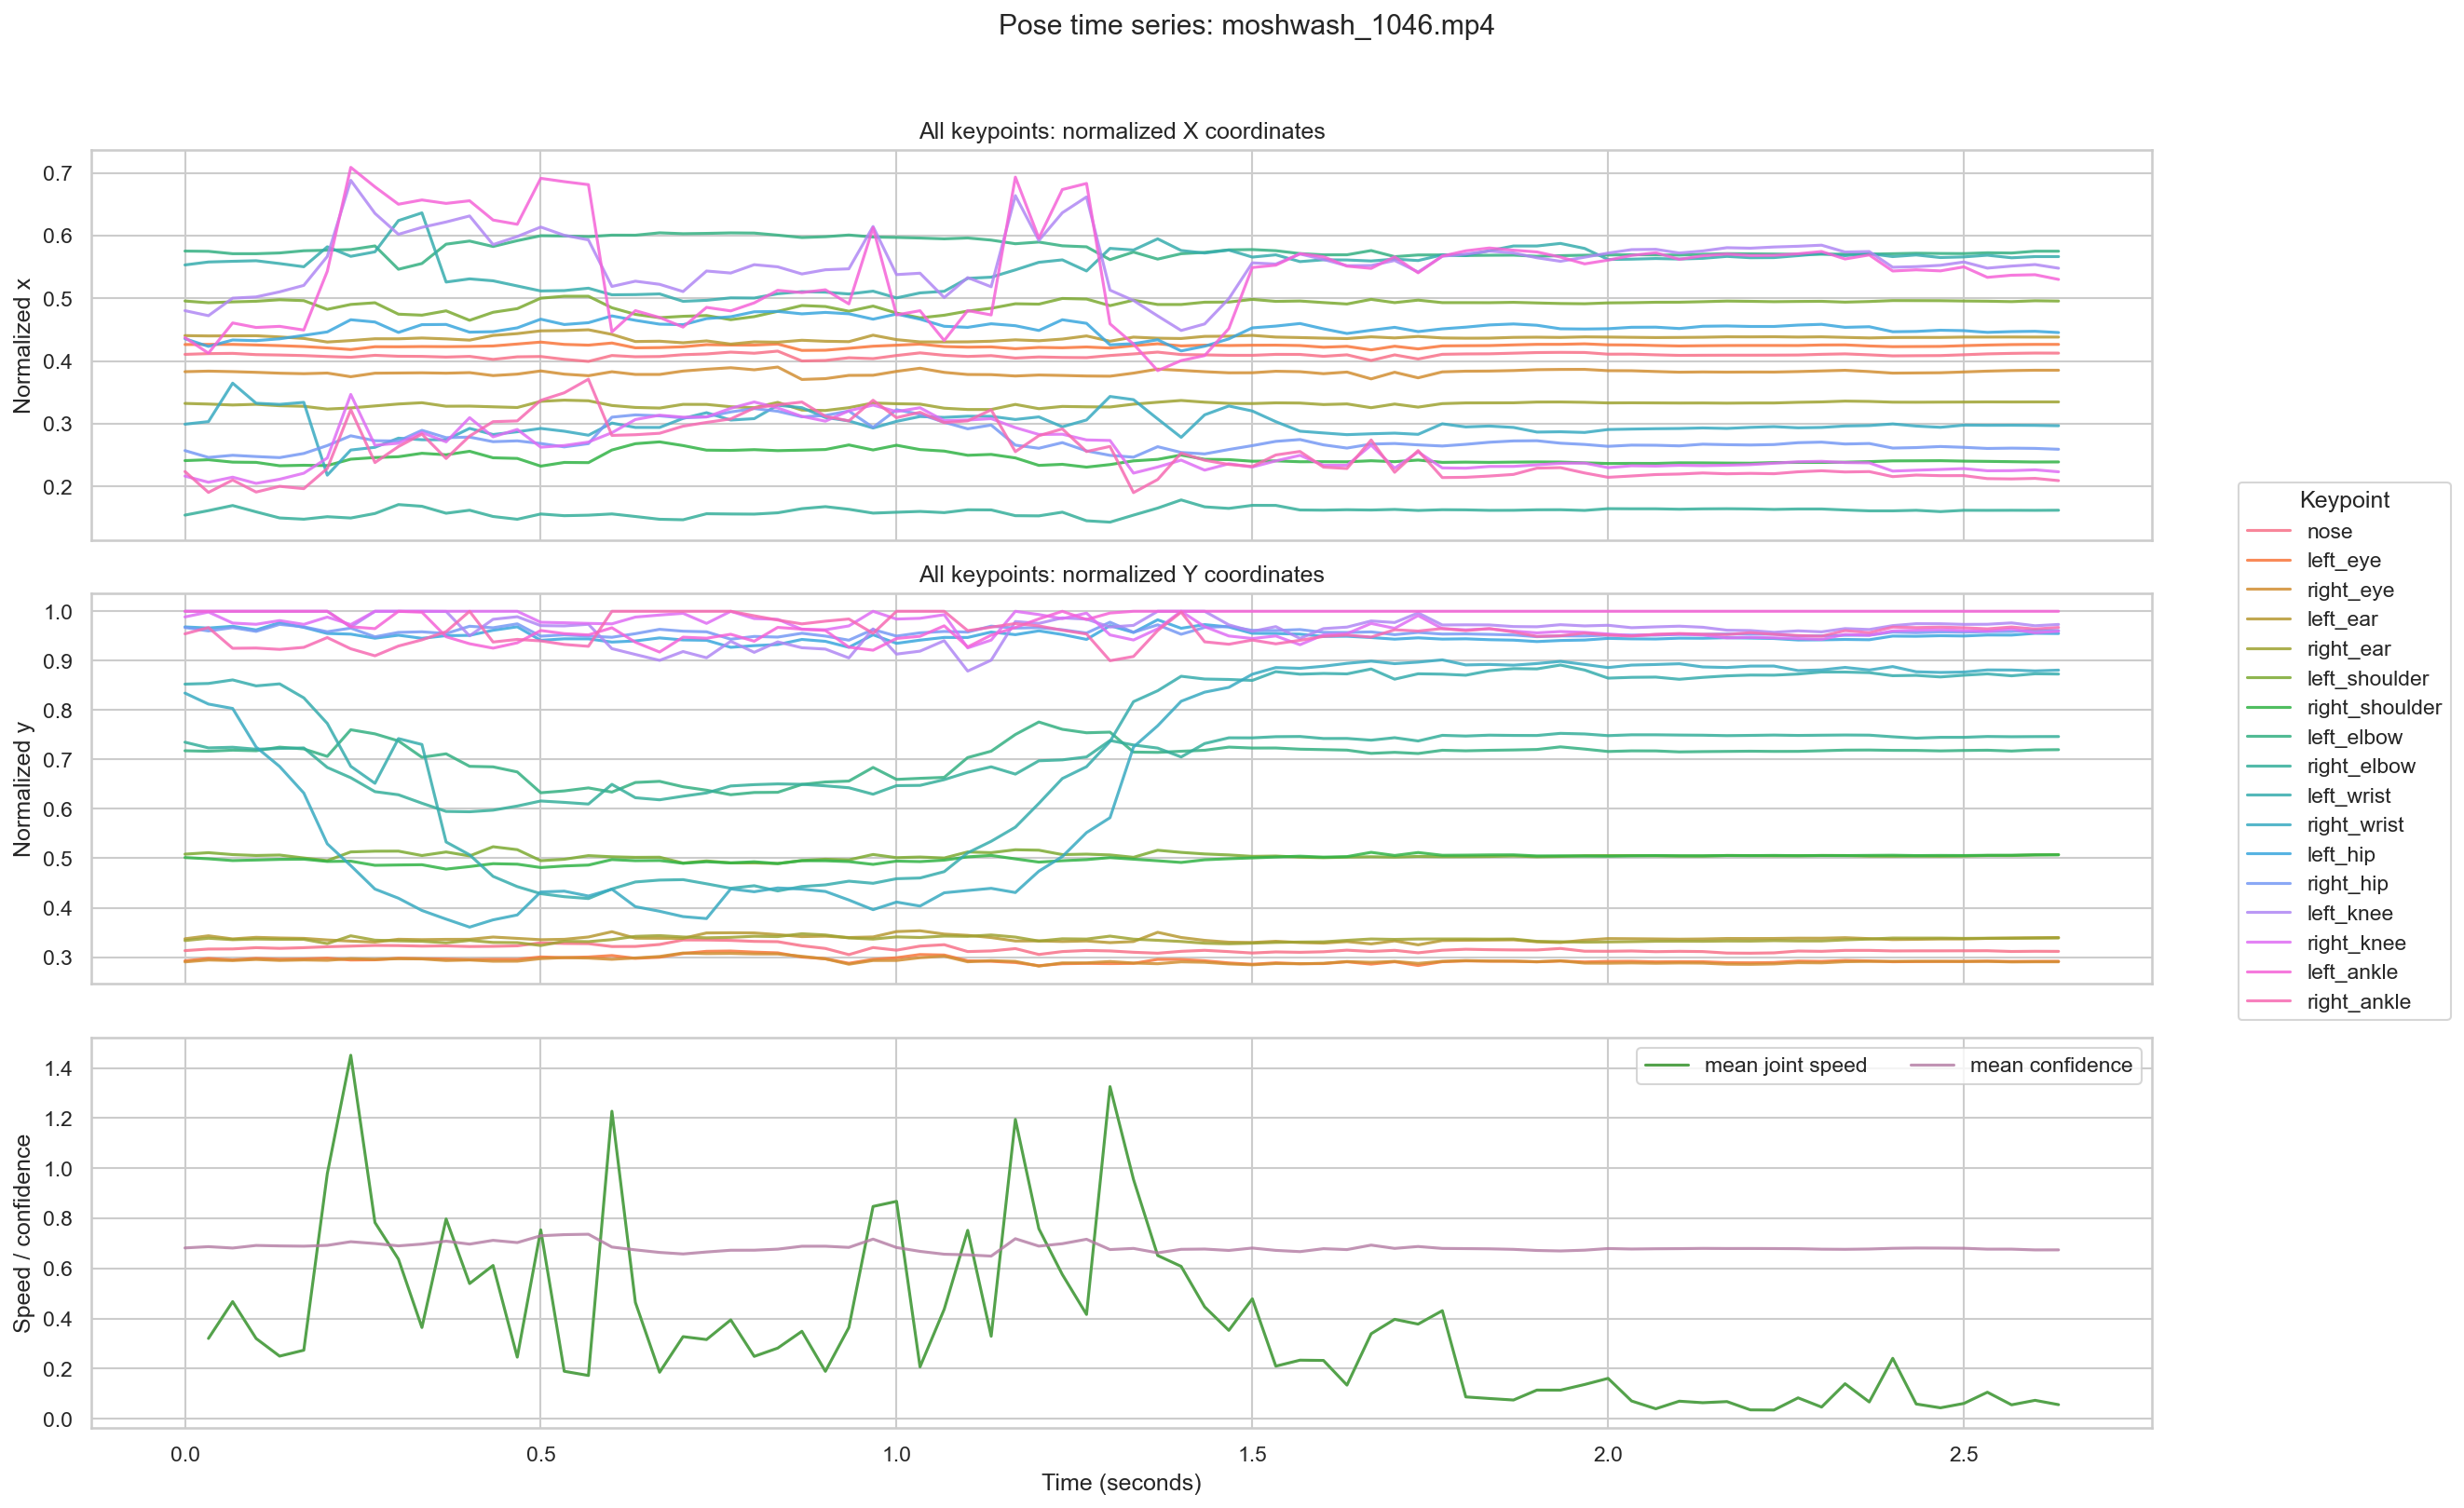 Pose time series: moshwash_1046.mp4
All keypoints: normalized X coordinates
Normalized x
0.7
0.6
0.5
0.4
0.3
0.2
All keypoints: normalized Y coordinates
Normalized y
1.0
0.9
0.8
0.7
0.6
0.5
0.4
0.3
Keypoint
nose
left_eye
right_eye
left_ear
right_ear
left_shoulder
right_shoulder
left_elbow
right_elbow
left_wrist
right_wrist
left_hip
right_hip
left_knee
right_knee
left_ankle
right_ankle
mean joint speed mean confidence
Speed / confidence
1.4
1.2
1.0
0.8
0.6
0.4
0.2
0.0
0.0 0.5 1.0 1.5 2.0 2.5
Time (seconds)